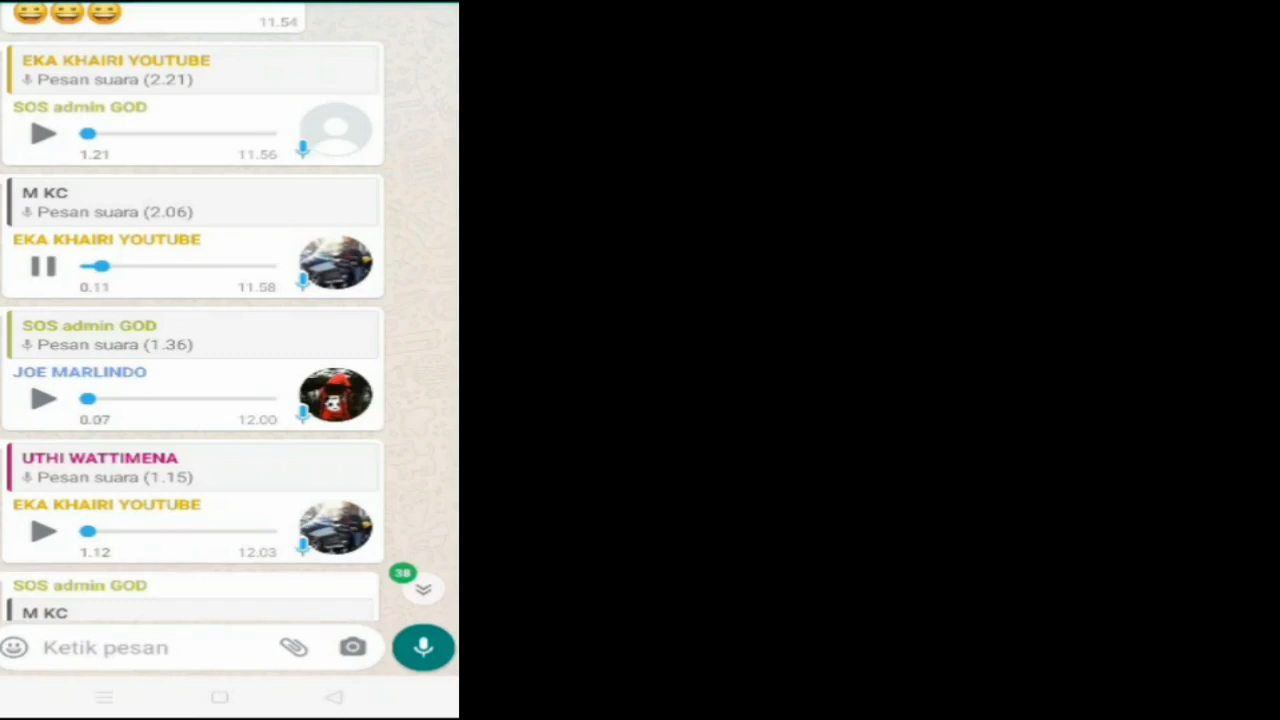 😁😁😁
11.54
EKA KHAIRI YOUTUBE
Pesan suara (2.21)
SOS admin GOD
1.21 11.56
M KC
Pesan suara (2.06)
EKA KHAIRI YOUTUBE
0.11 11.58
SOS admin GOD
Pesan suara (1.36)
JOE MARLINDO
0.07 12.00
UTHI WATTIMENA
Pesan suara (1.15)
EKA KHAIRI YOUTUBE
1.12 12.03
38
SOS admin GOD
M KC
Ketik pesan